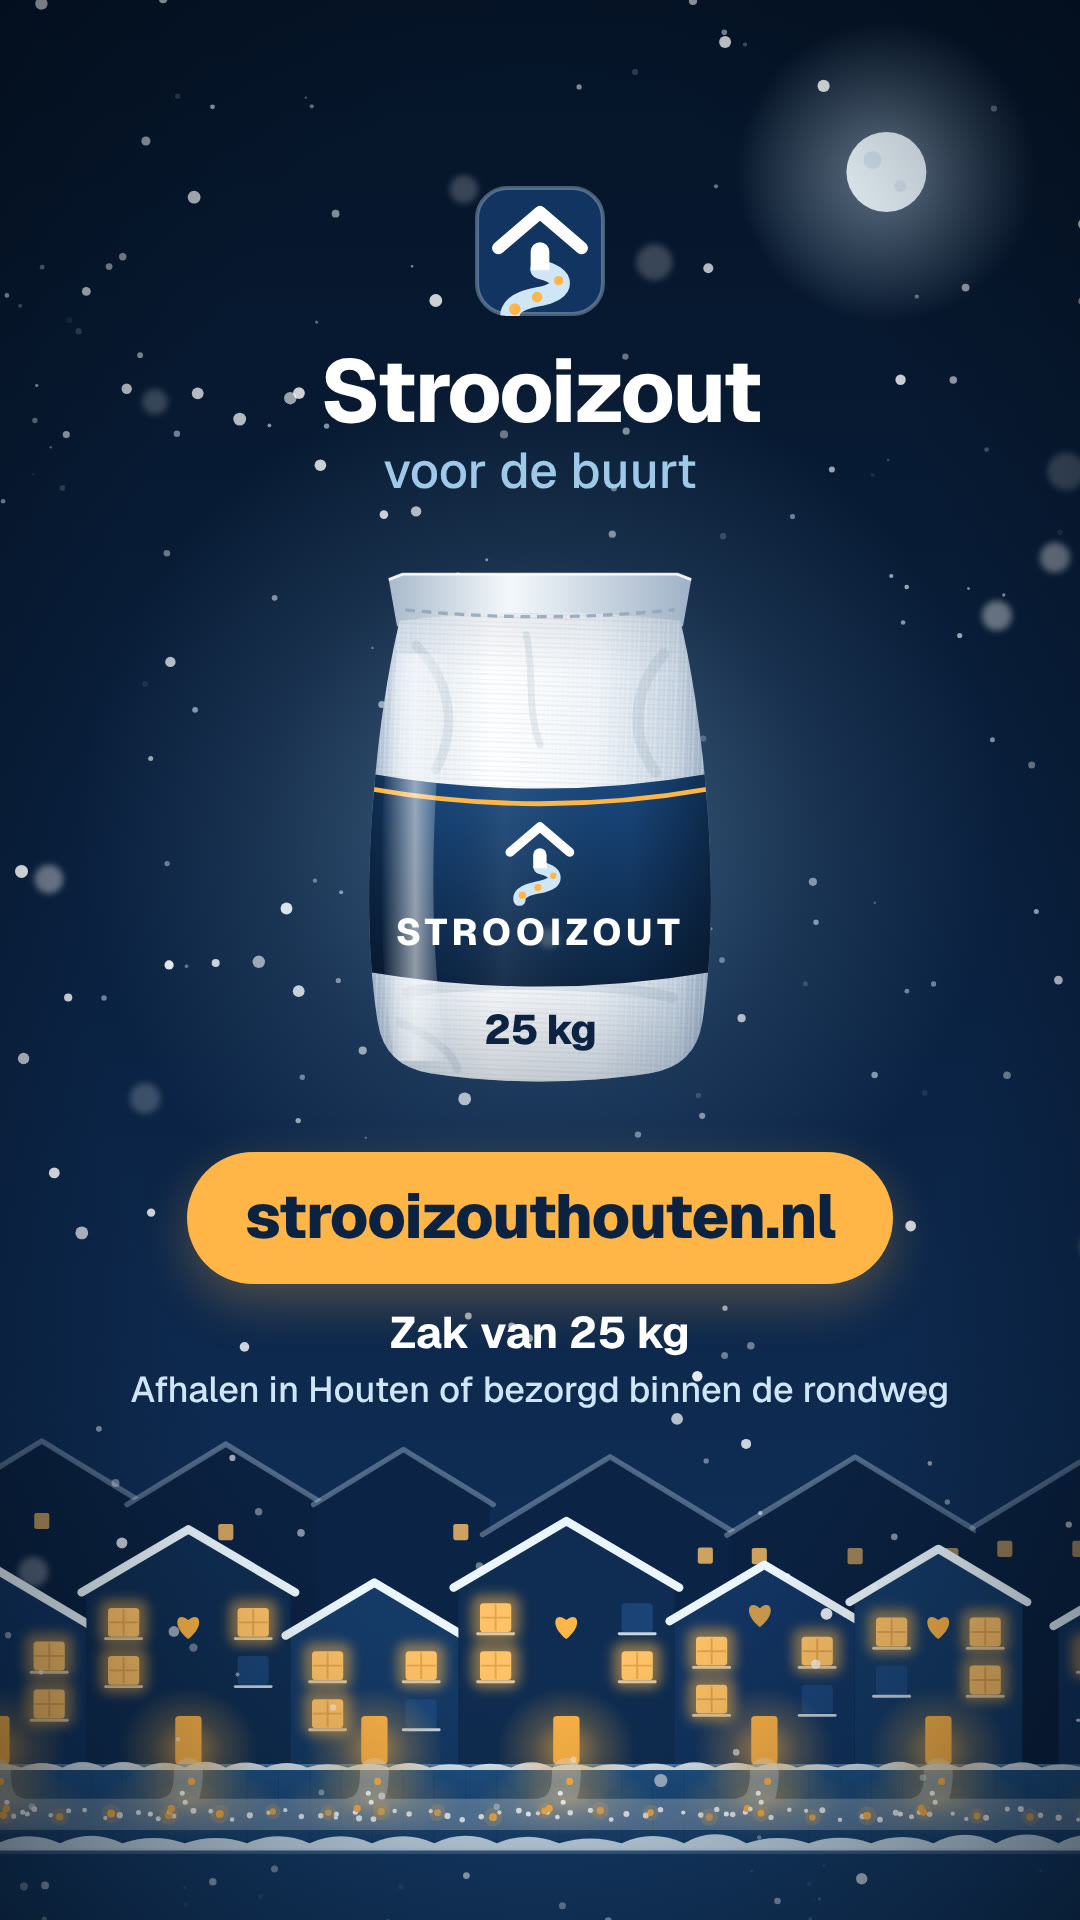 Strooizout
voor de buurt
STROOIZOUT
25 kg
strooizouthouten.nl
Zak van 25 kg
Afhalen in Houten of bezorgd binnen de rondweg